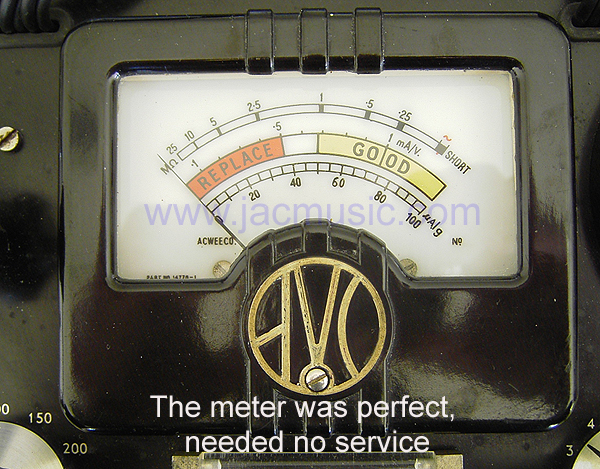 .25 10 5 2·5 1 ·5 ·25 ~
MΩ SHORT
·1 ·5 1 mA/V.
REPLACE GOOD
20 40 60 80 100 μA/g
www.jacmusic.com
ACWEECO. Nº
PART NO. 14778-1
AVO
The meter was perfect,
needed no service
150
200
4
3